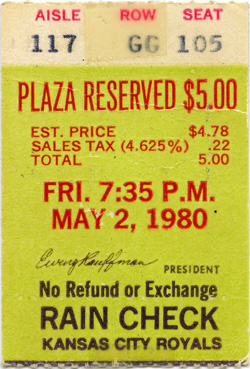 AISLE ROW SEAT
117 GG 105
PLAZA RESERVED $5.00
EST. PRICE $4.78
SALES TAX (4.625%) .22
TOTAL 5.00
FRI. 7:35 P.M.
MAY 2, 1980
Ewing Kauffman
PRESIDENT
No Refund or Exchange
RAIN CHECK
KANSAS CITY ROYALS